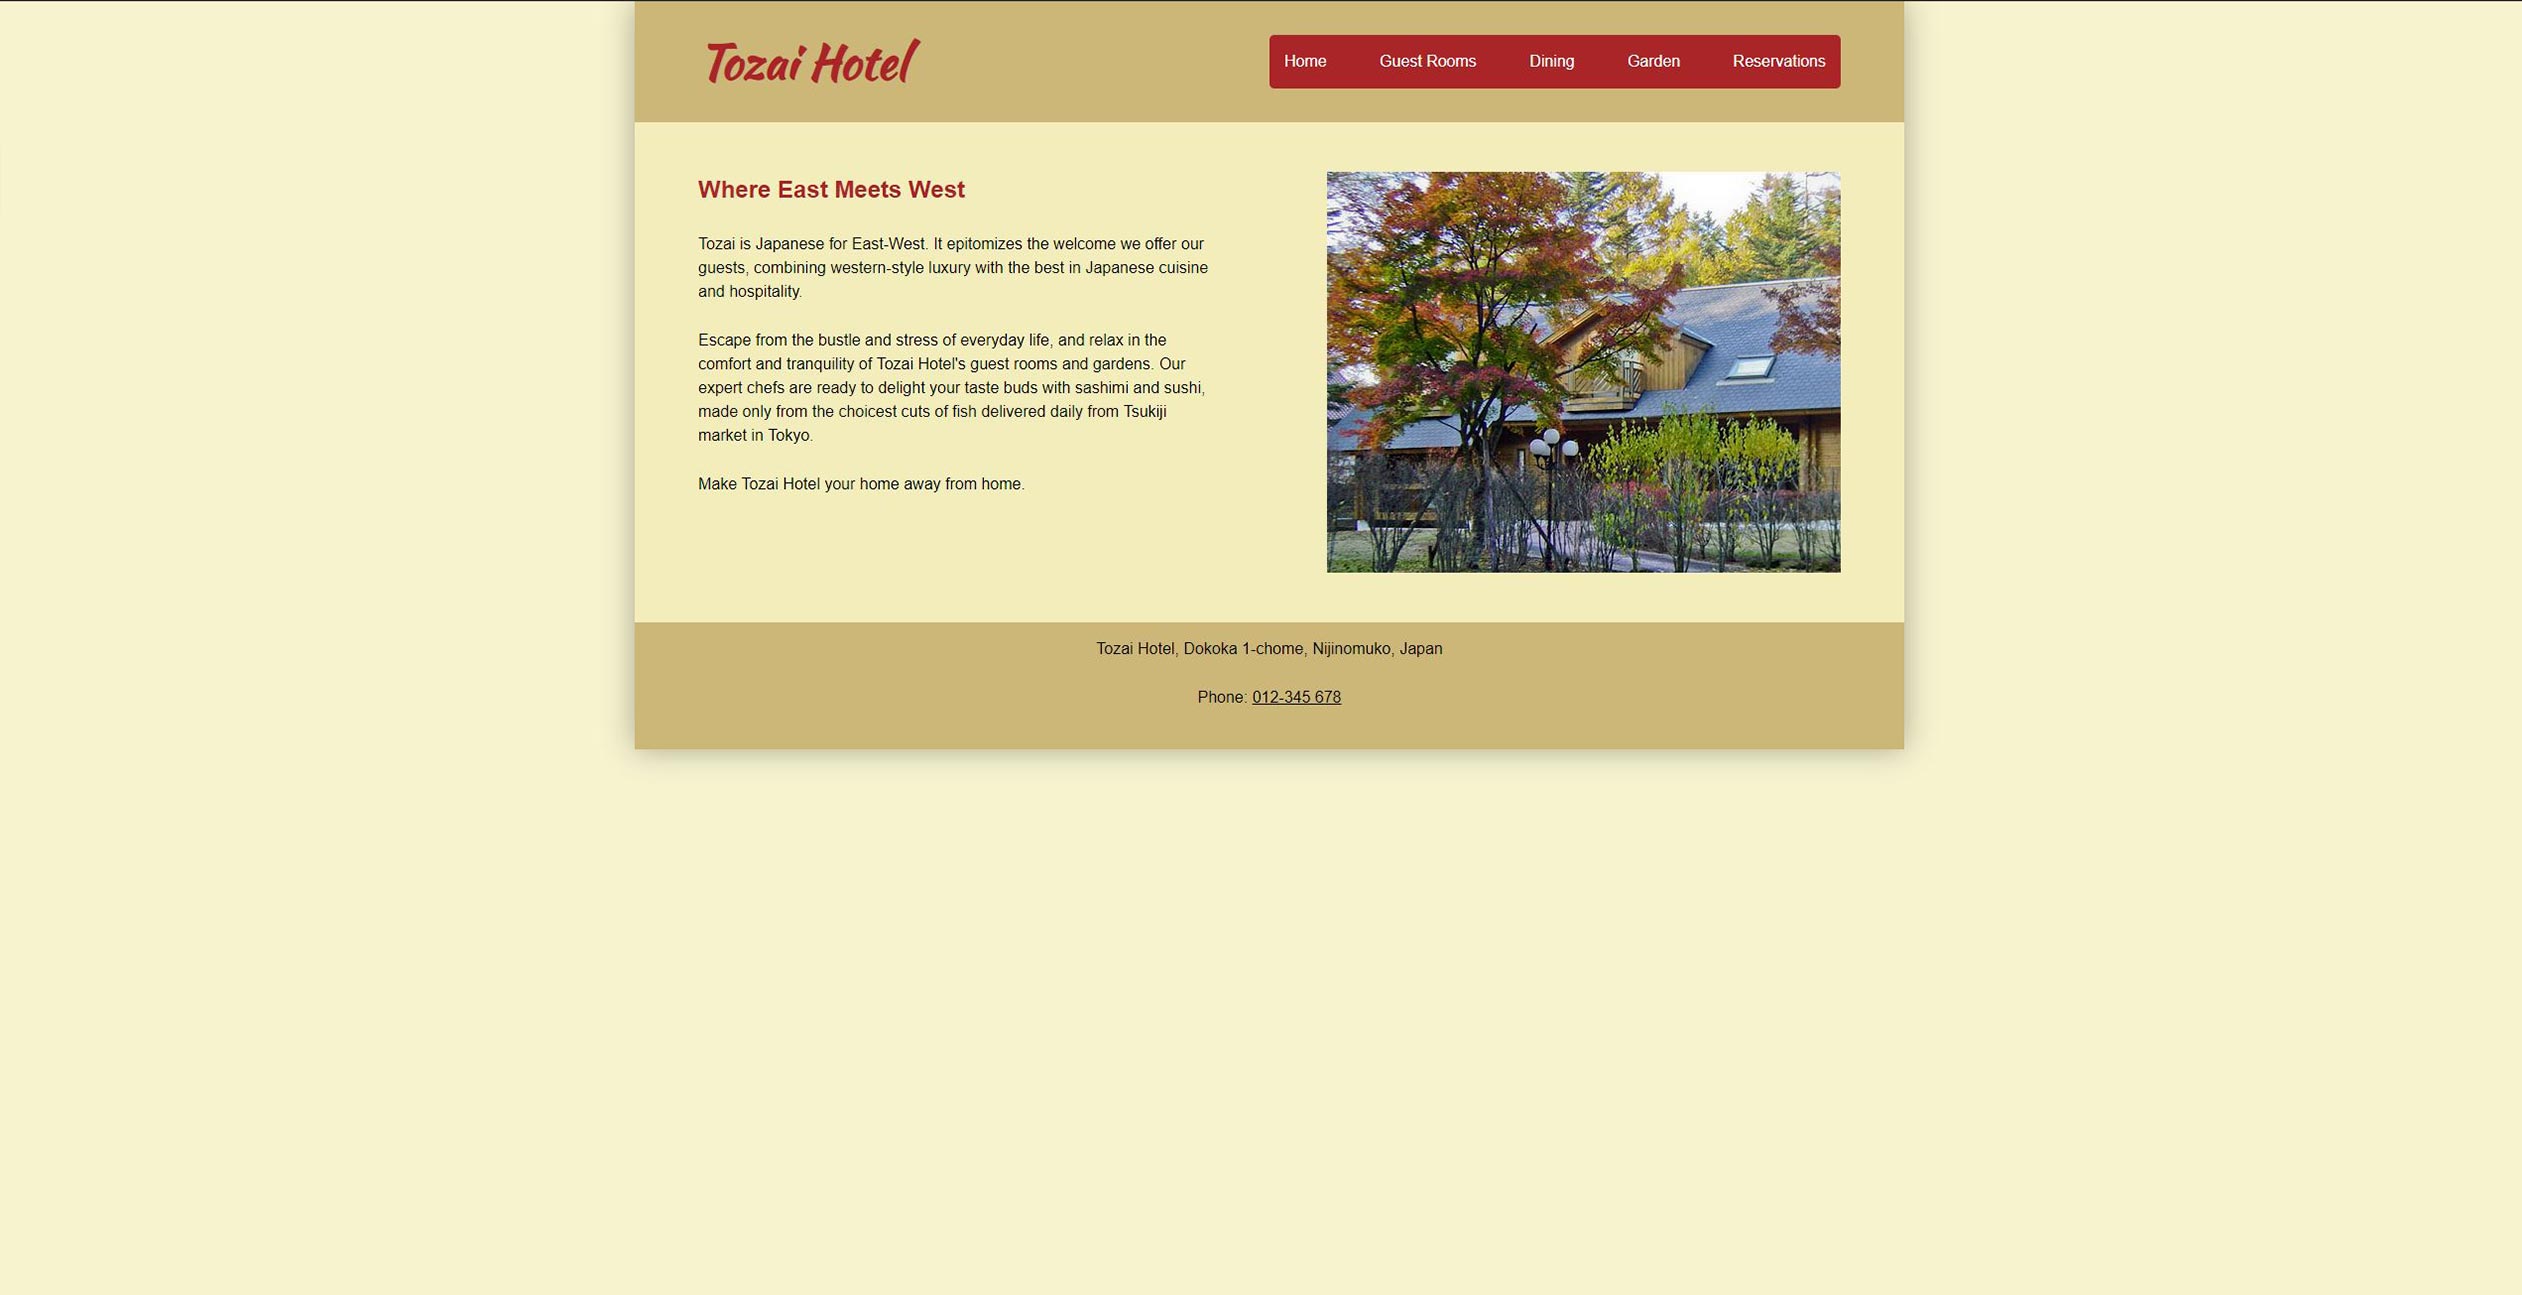 Tozai Hotel
Home Guest Rooms Dining Garden Reservations
Where East Meets West
Tozai is Japanese for East-West. It epitomizes the welcome we offer our
guests, combining western-style luxury with the best in Japanese cuisine
and hospitality.
Escape from the bustle and stress of everyday life, and relax in the
comfort and tranquility of Tozai Hotel's guest rooms and gardens. Our
expert chefs are ready to delight your taste buds with sashimi and sushi,
made only from the choicest cuts of fish delivered daily from Tsukiji
market in Tokyo.
Make Tozai Hotel your home away from home.
Tozai Hotel, Dokoka 1-chome, Nijinomuko, Japan
Phone: 012-345 678